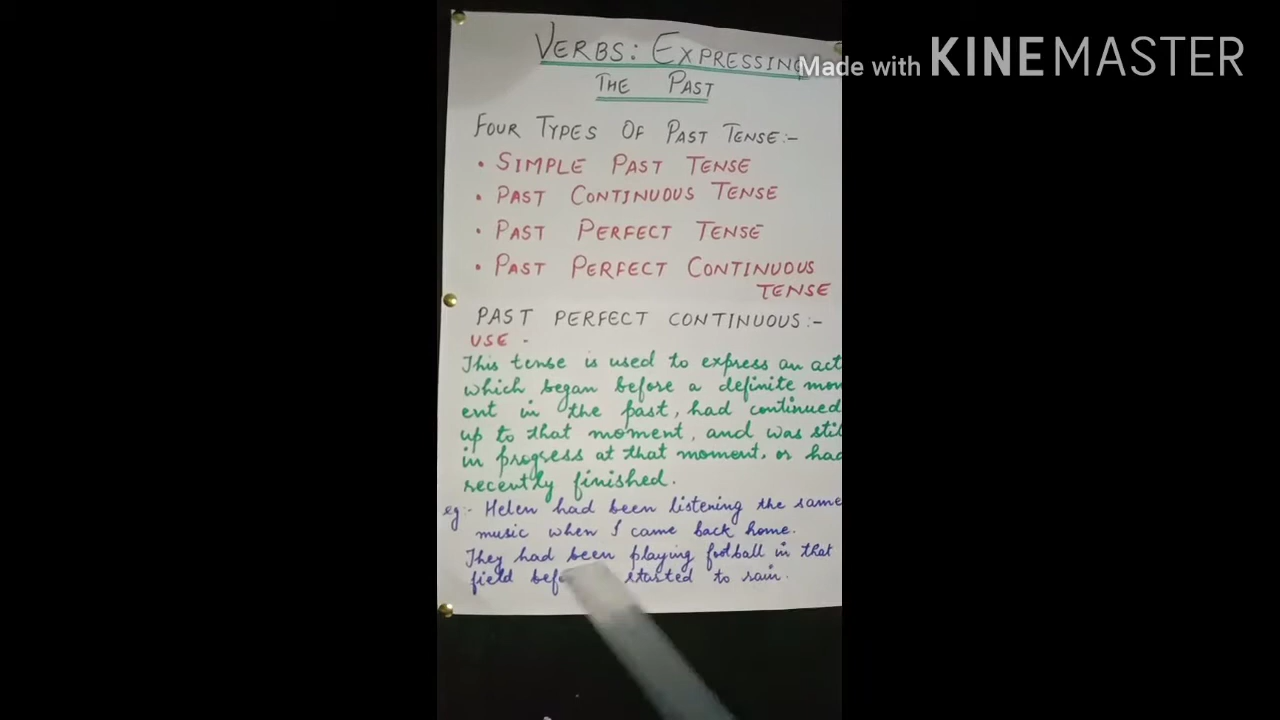 VERBS: EXPRESSING
Made with KINEMASTER
THE PAST
FOUR TYPES OF PAST TENSE:-
• SIMPLE PAST TENSE
• PAST CONTINUOUS TENSE
• PAST PERFECT TENSE
• PAST PERFECT CONTINUOUS
TENSE
PAST PERFECT CONTINUOUS:-
USE -
This tense is used to express an act
which began before a definite mom
ent in the past, had continued
up to that moment, and was stil
in progress at that moment, or had
recently finished.
eg:- Helen had been listening the same
music when I came back home.
They had been playing football in that
field started to rain.